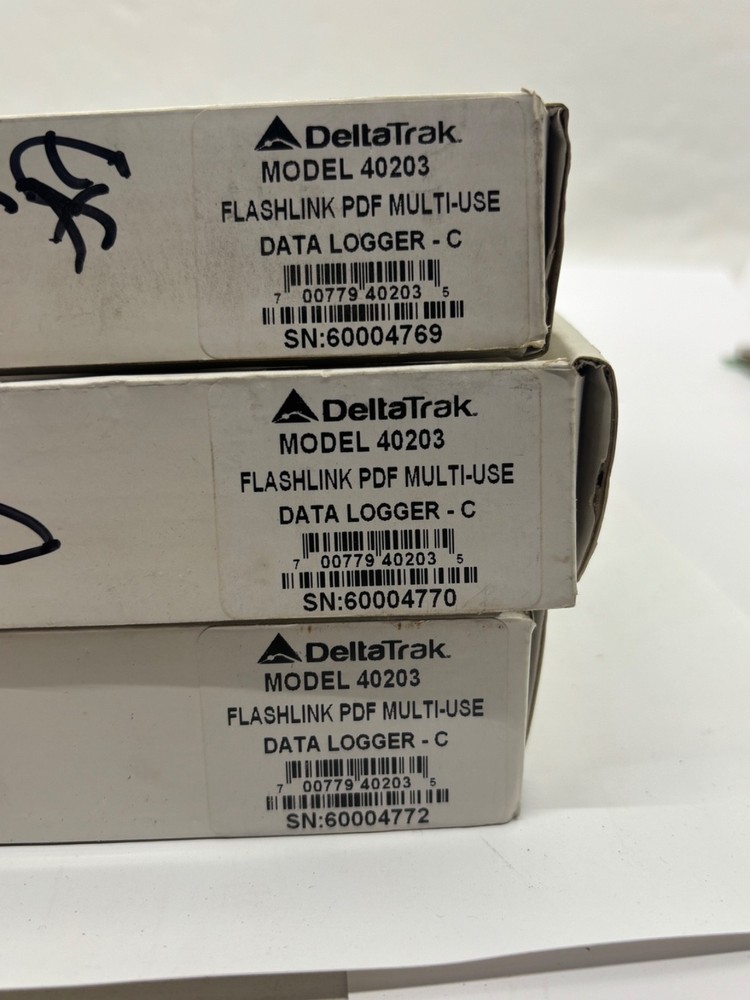 DeltaTrak.
MODEL 40203
FLASHLINK PDF MULTI-USE
DATA LOGGER - C
7 00779 40203 5
SN:60004769
DeltaTrak.
MODEL 40203
FLASHLINK PDF MULTI-USE
DATA LOGGER - C
7 00779 40203 5
SN:60004770
DeltaTrak.
MODEL 40203
FLASHLINK PDF MULTI-USE
DATA LOGGER - C
7 00779 40203 5
SN:60004772